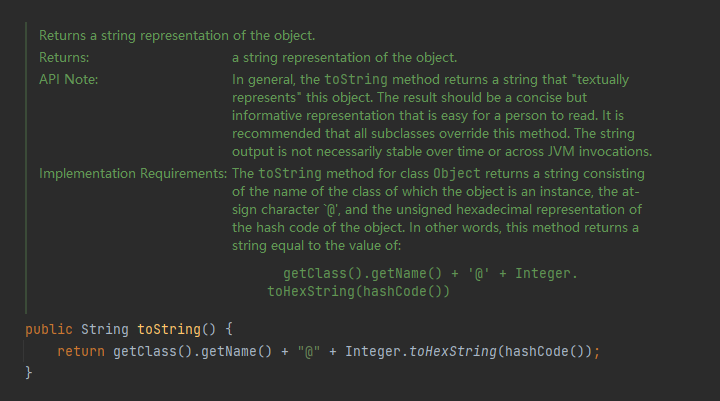 Returns a string representation of the object.
Returns: a string representation of the object.
API Note: In general, the toString method returns a string that "textually
represents" this object. The result should be a concise but
informative representation that is easy for a person to read. It is
recommended that all subclasses override this method. The string
output is not necessarily stable over time or across JVM invocations.
Implementation Requirements: The toString method for class Object returns a string consisting
of the name of the class of which the object is an instance, the at-
sign character `@', and the unsigned hexadecimal representation of
the hash code of the object. In other words, this method returns a
string equal to the value of:
getClass().getName() + '@' + Integer.
toHexString(hashCode())
public String toString() {
return getClass().getName() + "@" + Integer.toHexString(hashCode());
}